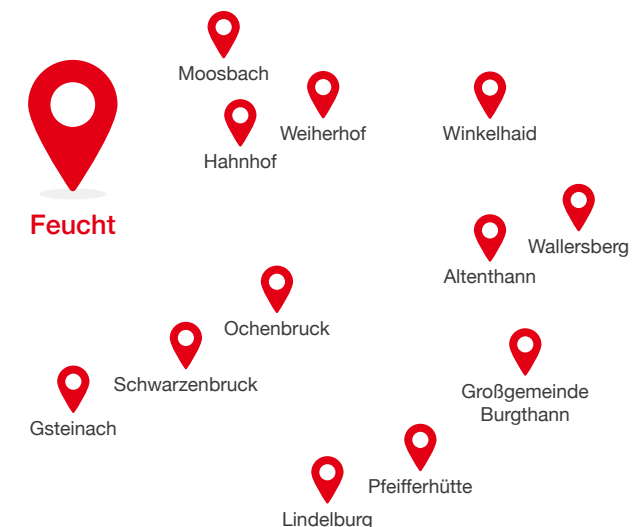 Moosbach
Weiherhof
Winkelhaid
Hahnhof
Feucht
Wallersberg
Altenthann
Ochenbruck
Schwarzenbruck
Großgemeinde
Burgthann
Gsteinach
Pfeifferhütte
Lindelburg